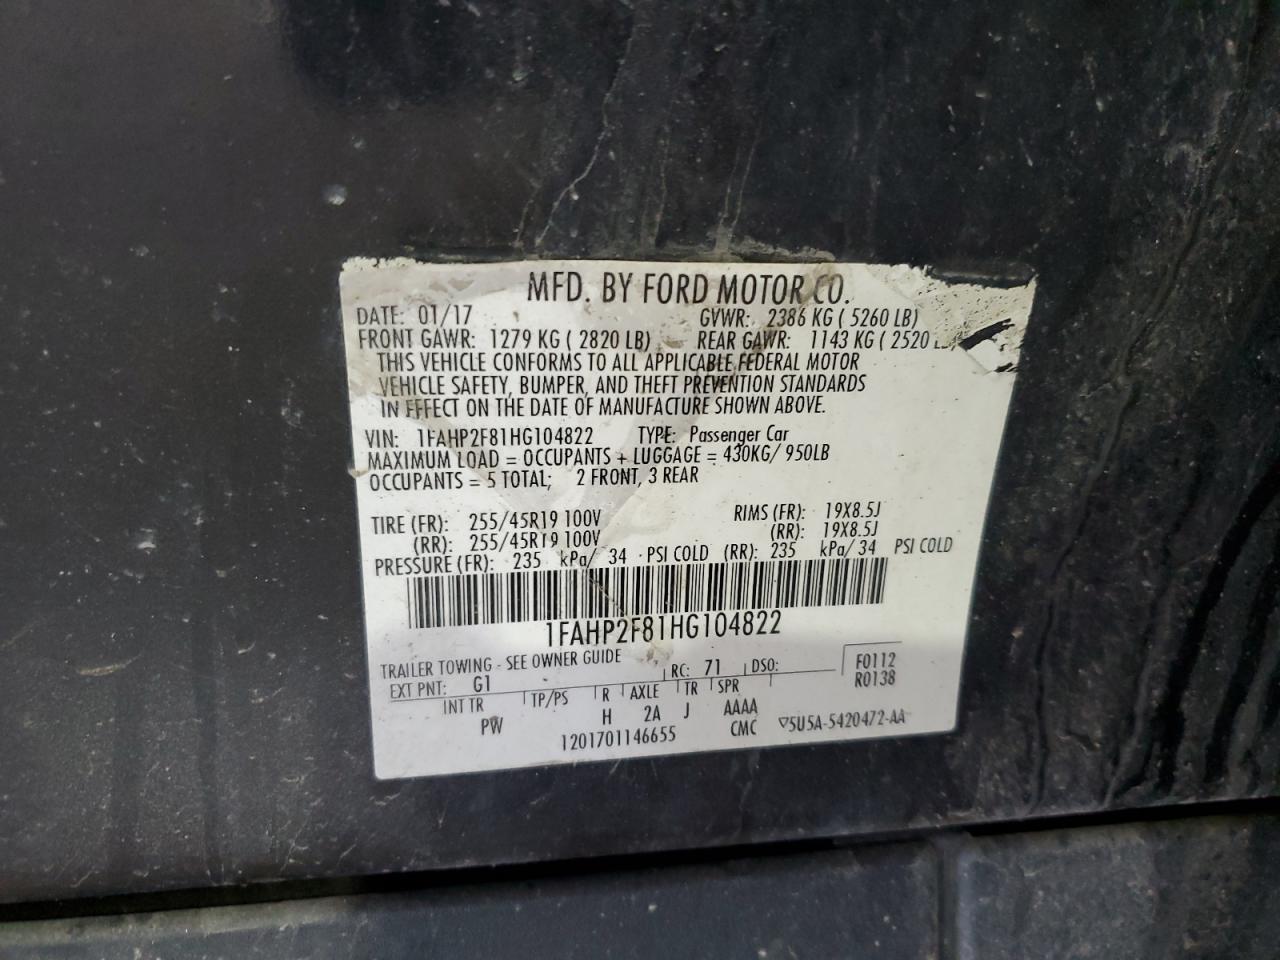 MFD. BY FORD MOTOR CO.
DATE: 01/17 GVWR: 2386 KG ( 5260 LB)
FRONT GAWR: 1279 KG ( 2820 LB) REAR GAWR: 1143 KG ( 2520
THIS VEHICLE CONFORMS TO ALL APPLICABLE FEDERAL MOTOR
VEHICLE SAFETY, BUMPER, AND THEFT PREVENTION STANDARDS
IN EFFECT ON THE DATE OF MANUFACTURE SHOWN ABOVE.
VIN: 1FAHP2F81HG104822 TYPE: Passenger Car
MAXIMUM LOAD = OCCUPANTS + LUGGAGE = 430KG/ 950LB
OCCUPANTS = 5 TOTAL; 2 FRONT, 3 REAR
TIRE (FR): 255/45R19 100V RIMS (FR): 19X8.5J
(RR): 255/45R19 100V (RR): 19X8.5J
PRESSURE (FR): 235 kPa/ 34 PSI COLD (RR): 235 kPa/ 34 PSI COLD
1FAHP2F81HG104822
TRAILER TOWING - SEE OWNER GUIDE
EXT PNT: G1 RC: 71 DSO: F0112
R0138
INT TR TP/PS R AXLE TR SPR
PW H 2A J AAAA
1201701146655 CMC ▽5U5A-5420472-AA